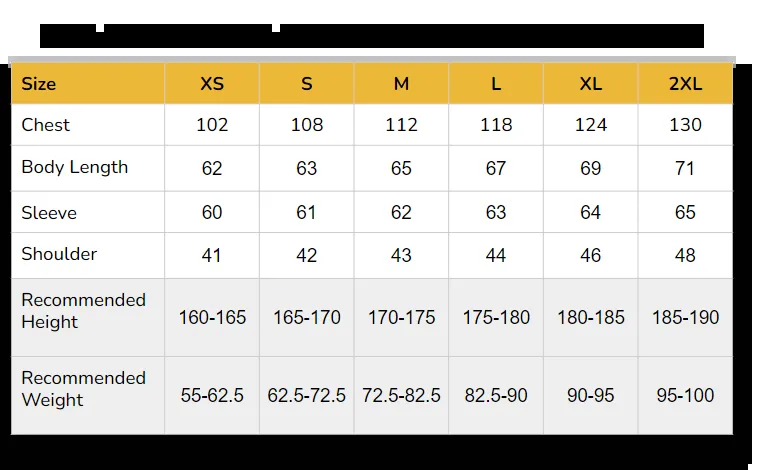 Size XS S M L XL 2XL
Chest 102 108 112 118 124 130
Body Length 62 63 65 67 69 71
Sleeve 60 61 62 63 64 65
Shoulder 41 42 43 44 46 48
Recommended
Height 160-165 165-170 170-175 175-180 180-185 185-190
Recommended
Weight 55-62.5 62.5-72.5 72.5-82.5 82.5-90 90-95 95-100